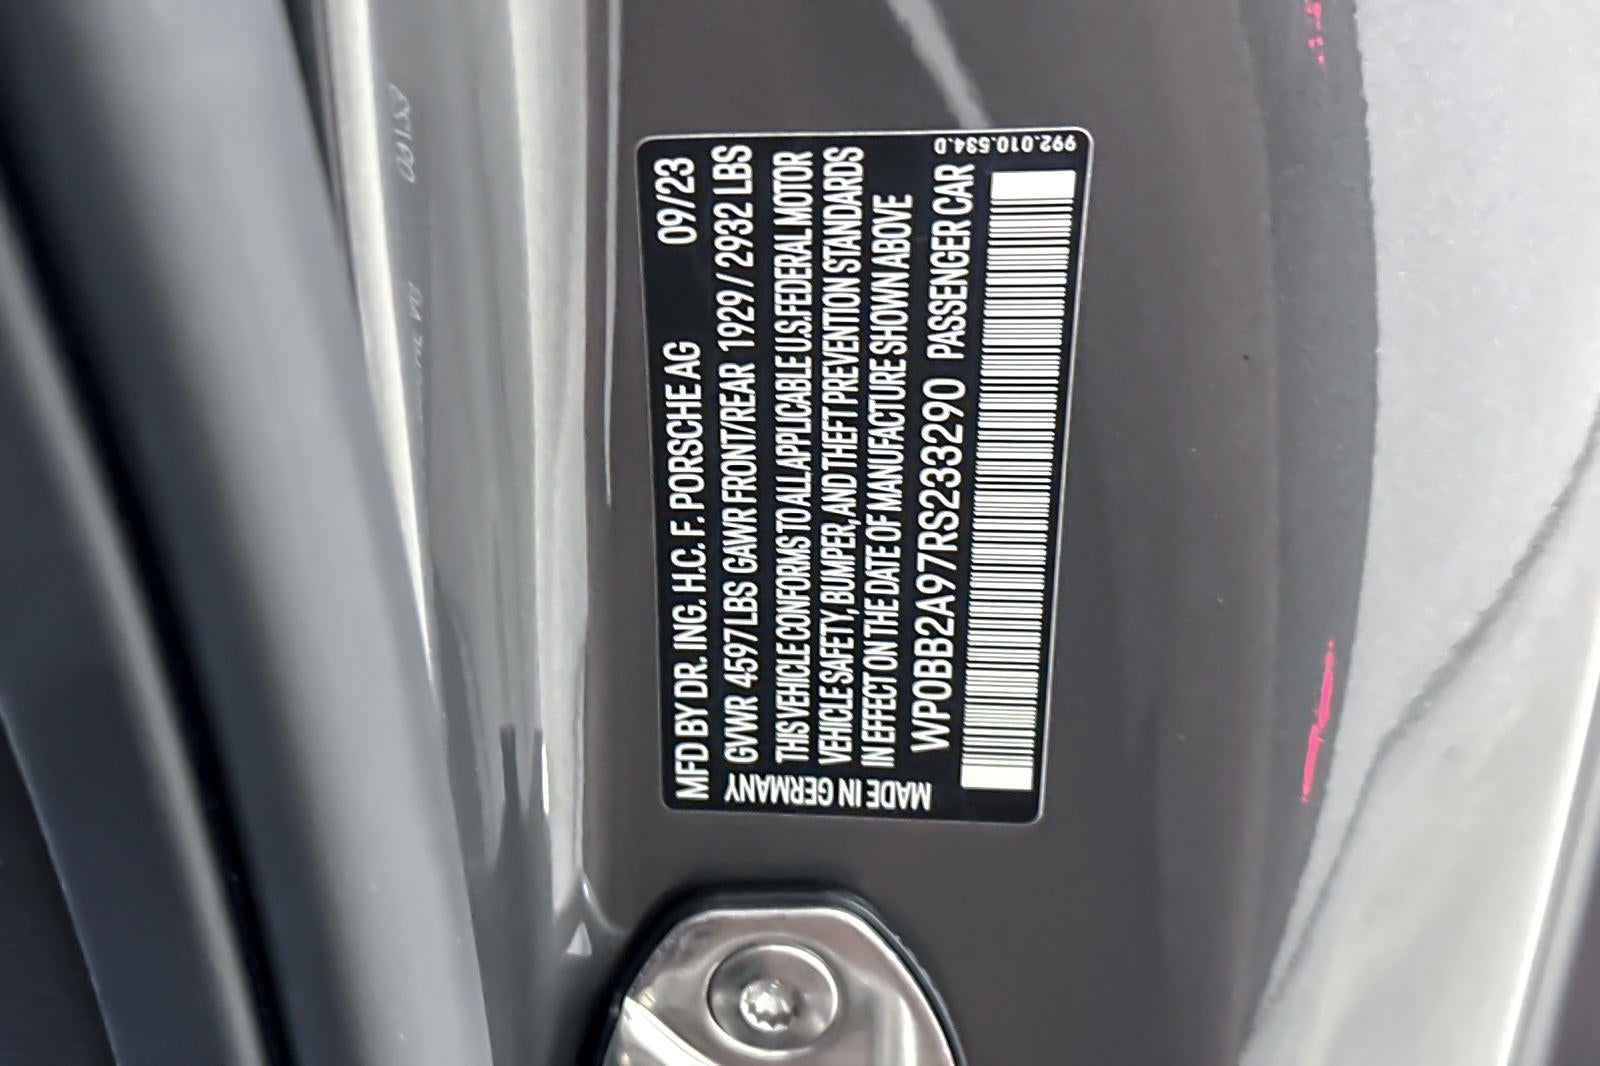 MFD BY DR. ING. H.C. F. PORSCHE AG 09/23
GVWR 4597 LBS GAWR FRONT/REAR 1929 / 2932 LBS
THIS VEHICLE CONFORMS TO ALL APPLICABLE U.S. FEDERAL MOTOR
VEHICLE SAFETY, BUMPER, AND THEFT PREVENTION STANDARDS
IN EFFECT ON THE DATE OF MANUFACTURE SHOWN ABOVE
WP0BB2A97RS233290 PASSENGER CAR
MADE IN GERMANY
992.010.534.D